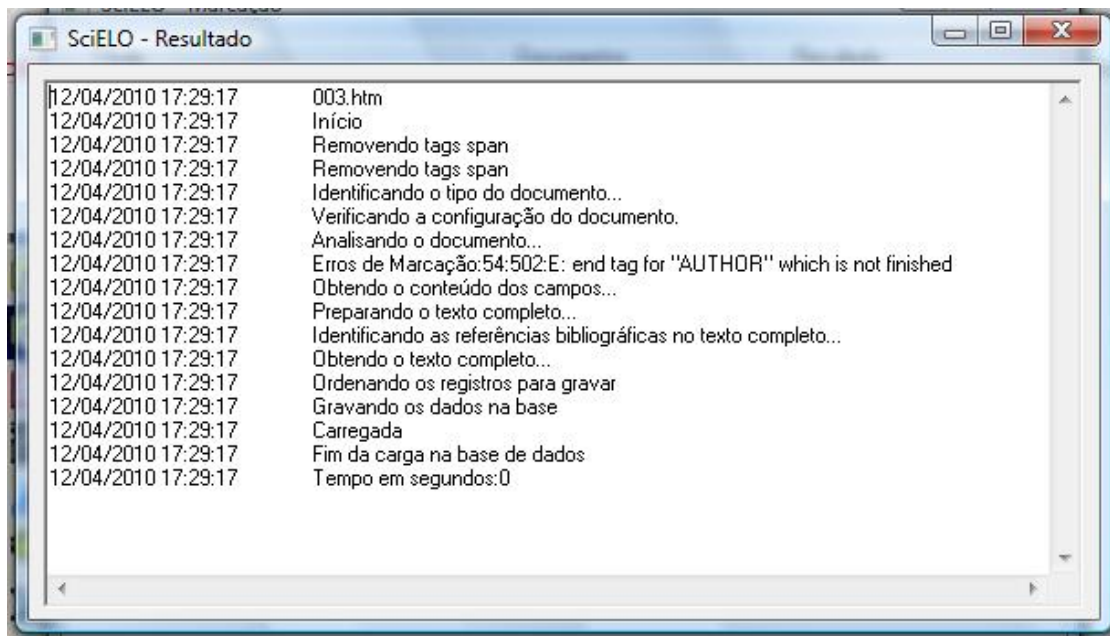 SciELO - Marcação
SciELO - Resultado
12/04/2010 17:29:17 003.htm
12/04/2010 17:29:17 Início
12/04/2010 17:29:17 Removendo tags span
12/04/2010 17:29:17 Removendo tags span
12/04/2010 17:29:17 Identificando o tipo do documento...
12/04/2010 17:29:17 Verificando a configuração do documento.
12/04/2010 17:29:17 Analisando o documento...
12/04/2010 17:29:17 Erros de Marcação:54:502:E: end tag for "AUTHOR" which is not finished
12/04/2010 17:29:17 Obtendo o conteúdo dos campos...
12/04/2010 17:29:17 Preparando o texto completo...
12/04/2010 17:29:17 Identificando as referências bibliográficas no texto completo...
12/04/2010 17:29:17 Obtendo o texto completo...
12/04/2010 17:29:17 Ordenando os registros para gravar
12/04/2010 17:29:17 Gravando os dados na base
12/04/2010 17:29:17 Carregada
12/04/2010 17:29:17 Fim da carga na base de dados
12/04/2010 17:29:17 Tempo em segundos:0